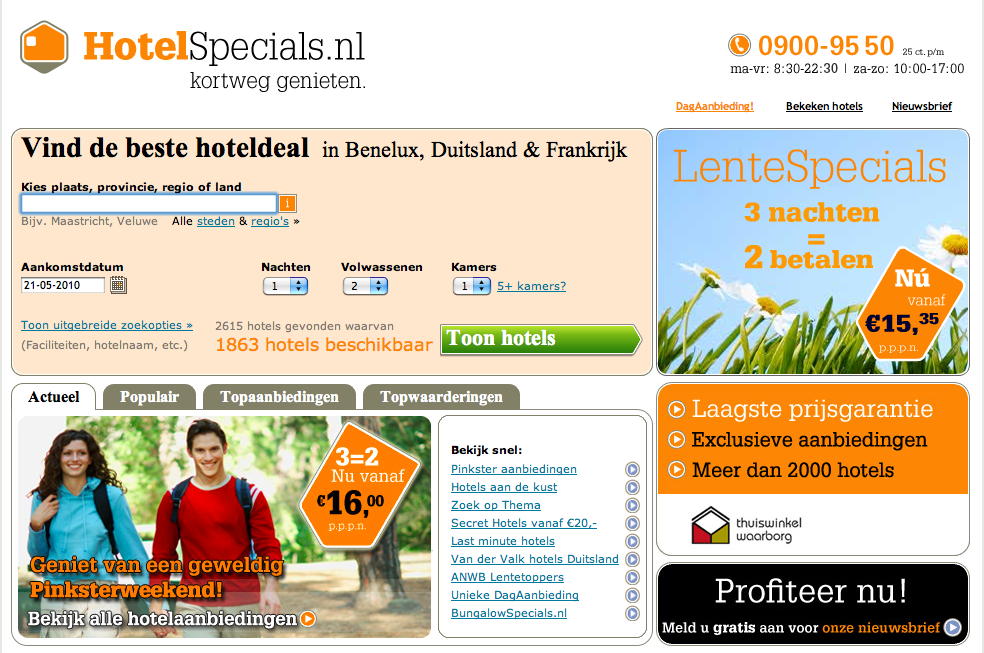 HotelSpecials.nl
kortweg genieten.
0900-95 50 25 ct. p/m
ma-vr: 8:30-22:30 | za-zo: 10:00-17:00
DagAanbieding! Bekeken hotels Nieuwsbrief
Vind de beste hoteldeal in Benelux, Duitsland & Frankrijk
Kies plaats, provincie, regio of land
i
Bijv. Maastricht, Veluwe Alle steden & regio's »
Aankomstdatum Nachten Volwassenen Kamers
21-05-2010 1 2 1 5+ kamers?
Toon uitgebreide zoekopties »
(Faciliteiten, hotelnaam, etc.)
2615 hotels gevonden waarvan
1863 hotels beschikbaar
Toon hotels
LenteSpecials
3 nachten
=
2 betalen
Nú
vanaf
€15,35
p.p.p.n.
Actueel Populair Topaanbiedingen Topwaarderingen
3=2
Nu vanaf
€16,00
p.p.p.n.
Geniet van een geweldig
Pinksterweekend!
Bekijk alle hotelaanbiedingen
Bekijk snel:
Pinkster aanbiedingen
Hotels aan de kust
Zoek op Thema
Secret Hotels vanaf €20,-
Last minute hotels
Van der Valk hotels Duitsland
ANWB Lentetoppers
Unieke DagAanbieding
BungalowSpecials.nl
Laagste prijsgarantie
Exclusieve aanbiedingen
Meer dan 2000 hotels
thuiswinkel
waarborg
Profiteer nu!
Meld u gratis aan voor onze nieuwsbrief